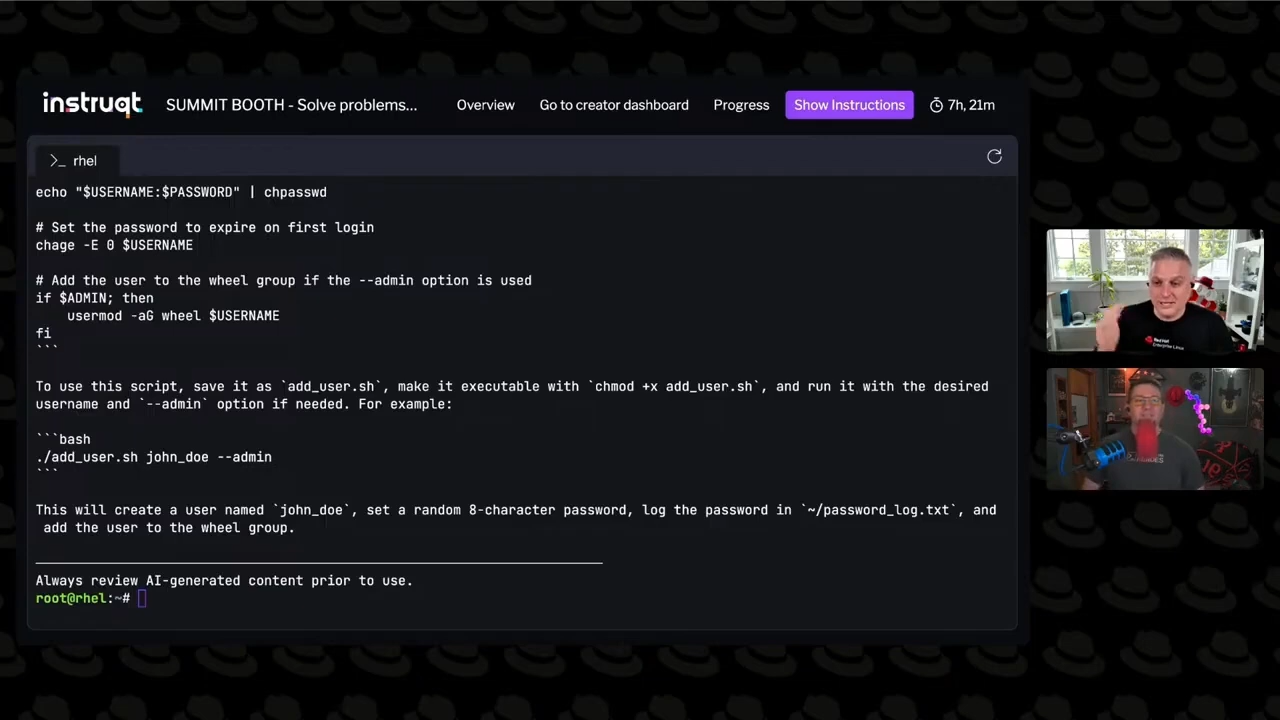 instruqt
SUMMIT BOOTH - Solve problems...
Overview
Go to creator dashboard
Progress
Show Instructions
7h, 21m
>_ rhel
echo "$USERNAME:$PASSWORD" | chpasswd
# Set the password to expire on first login
chage -E 0 $USERNAME
# Add the user to the wheel group if the --admin option is used
if $ADMIN; then
    usermod -aG wheel $USERNAME
fi
```
To use this script, save it as `add_user.sh`, make it executable with `chmod +x add_user.sh`, and run it with the desired
username and `--admin` option if needed. For example:
```bash
./add_user.sh john_doe --admin
```
This will create a user named `john_doe`, set a random 8-character password, log the password in `~/password_log.txt`, and
 add the user to the wheel group.
Always review AI-generated content prior to use.
root@rhel:~#
Red Hat
Enterprise Linux